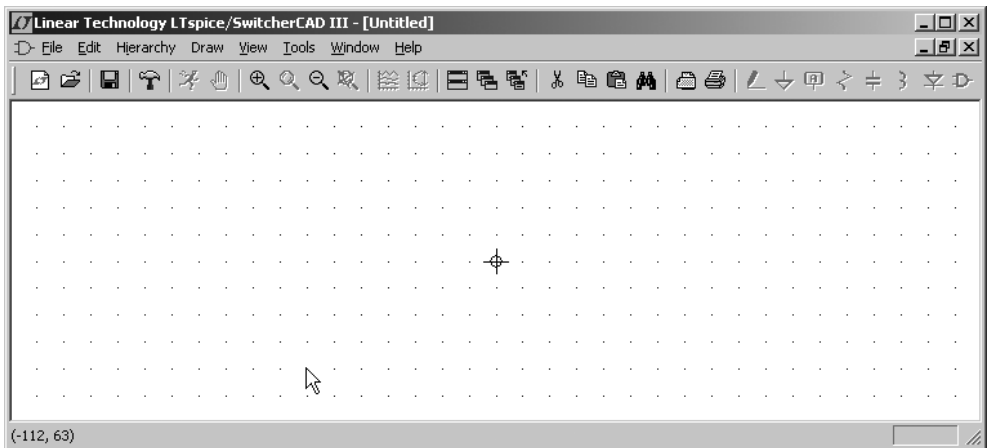 Linear Technology LTspice/SwitcherCAD III - [Untitled]
File Edit Hierarchy Draw View Tools Window Help
(-112, 63)